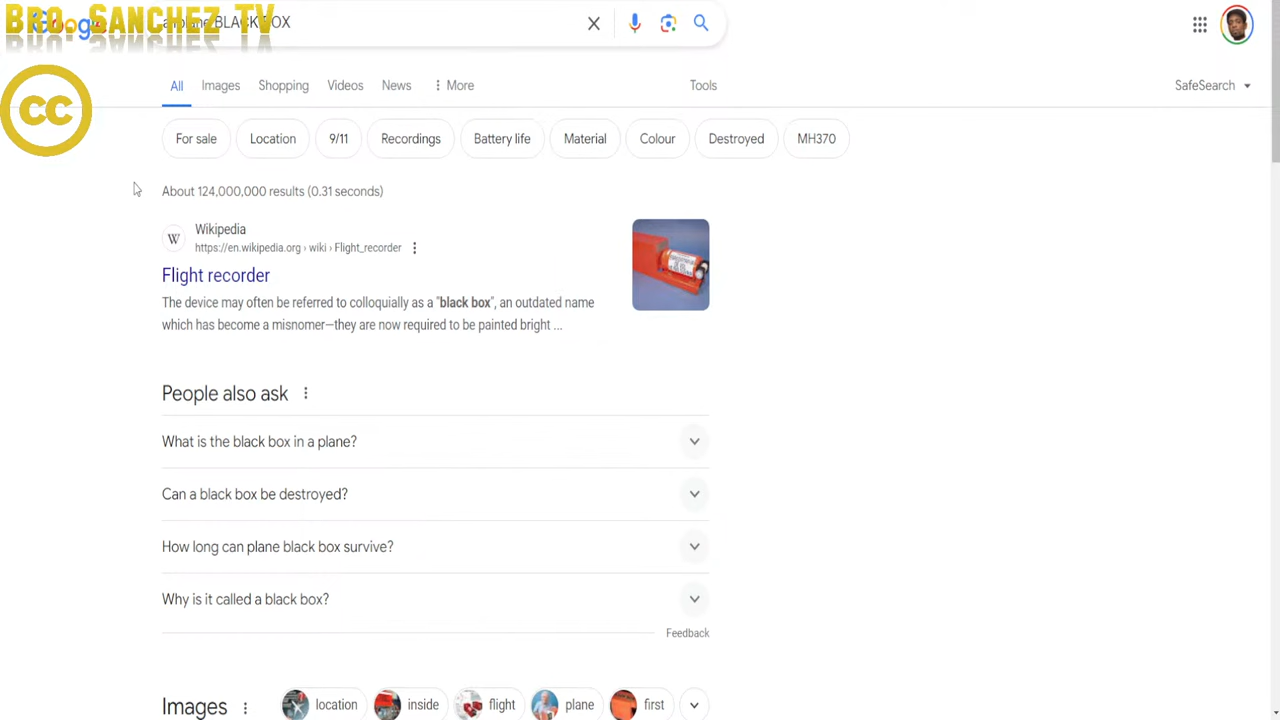 BRO. SANCHEZ TV
Google
airplane BLACK BOX
CC
All Images Shopping Videos News More Tools SafeSearch
For sale Location 9/11 Recordings Battery life Material Colour Destroyed MH370
About 124,000,000 results (0.31 seconds)
W
Wikipedia
https://en.wikipedia.org › wiki › Flight_recorder
Flight recorder
The device may often be referred to colloquially as a "black box", an outdated name
which has become a misnomer—they are now required to be painted bright ...
People also ask
What is the black box in a plane?
Can a black box be destroyed?
How long can plane black box survive?
Why is it called a black box?
Feedback
Images location inside flight plane first